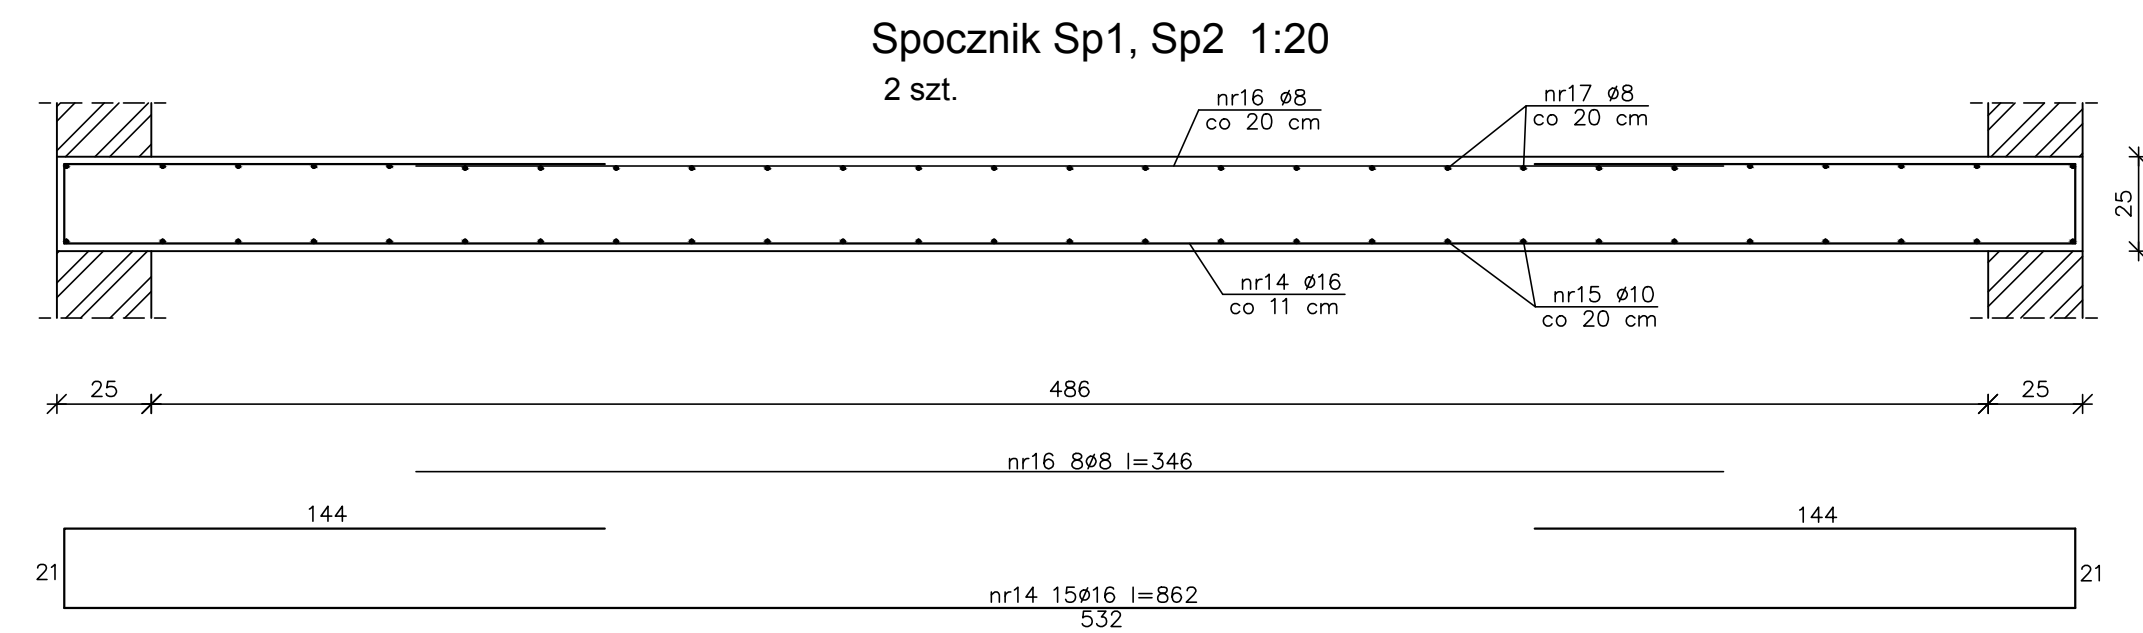 Spocznik Sp1, Sp2 1:20
2 szt.
nr16 ø8
co 20 cm
nr17 ø8
co 20 cm
25
nr14 ø16
co 11 cm
nr15 ø10
co 20 cm
25
486
25
nr16 8ø8 l=346
144
144
21
21
nr14 15ø16 l=862
532